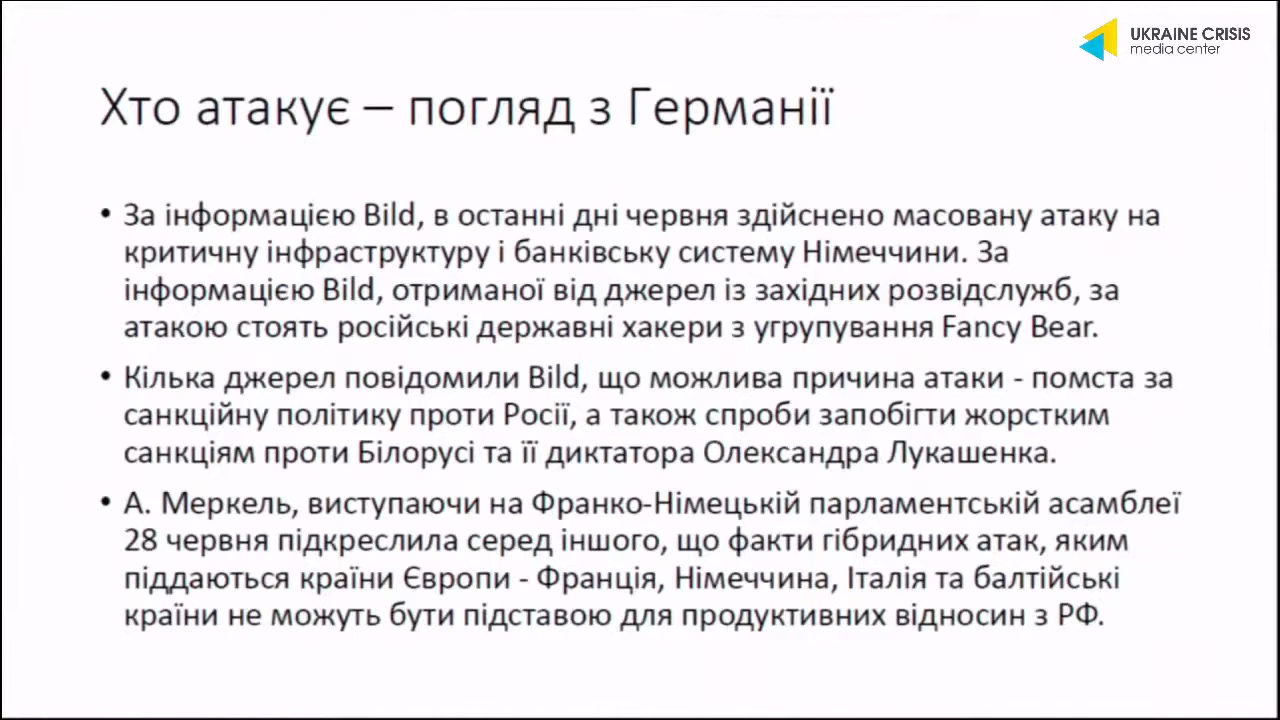 UKRAINE CRISIS
media center
Хто атакує – погляд з Германії
• За інформацією Bild, в останні дні червня здійснено масовану атаку на
критичну інфраструктуру і банківську систему Німеччини. За
інформацією Bild, отриманої від джерел із західних розвідслужб, за
атакою стоять російські державні хакери з угрупування Fancy Bear.
• Кілька джерел повідомили Bild, що можлива причина атаки - помста за
санкційну політику проти Росії, а також спроби запобігти жорстким
санкціям проти Білорусі та її диктатора Олександра Лукашенка.
• А. Меркель, виступаючи на Франко-Німецькій парламентській асамблеї
28 червня підкреслила серед іншого, що факти гібридних атак, яким
піддаються країни Європи - Франція, Німеччина, Італія та балтійські
країни не можуть бути підставою для продуктивних відносин з РФ.